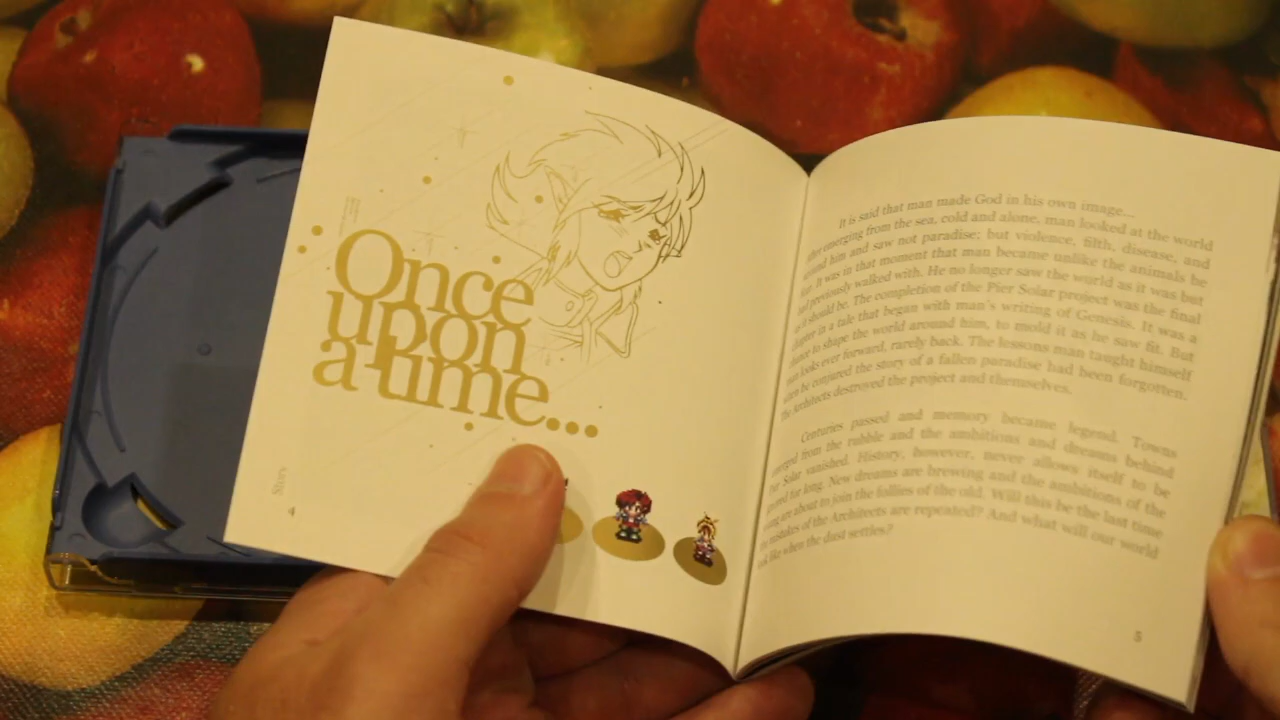 Once
upon
a time...
Story
4
It is said that man made God in his own image...
after emerging from the sea, cold and alone, man looked at the world
around him and saw not paradise; but violence, filth, disease, and
It was in that moment that man became unlike the animals he
previously walked with. He no longer saw the world as it was but
it should be. The completion of the Pier Solar project was the final
chapter in a tale that began with man's writing of Genesis. It was a
chance to shape the world around him, to mold it as he saw fit. But
man looks ever forward, rarely back. The lessons man taught himself
when he conjured the story of a fallen paradise had been forgotten.
The Architects destroyed the project and themselves.
Centuries passed and memory became legend. Towns
emerged from the rubble and the ambitions and dreams behind
Pier Solar vanished. History, however, never allows itself to be
ignored for long. New dreams are brewing and the ambitions of the
young are about to join the follies of the old. Will this be the last time
the mistakes of the Architects are repeated? And what will our world
look like when the dust settles?
5